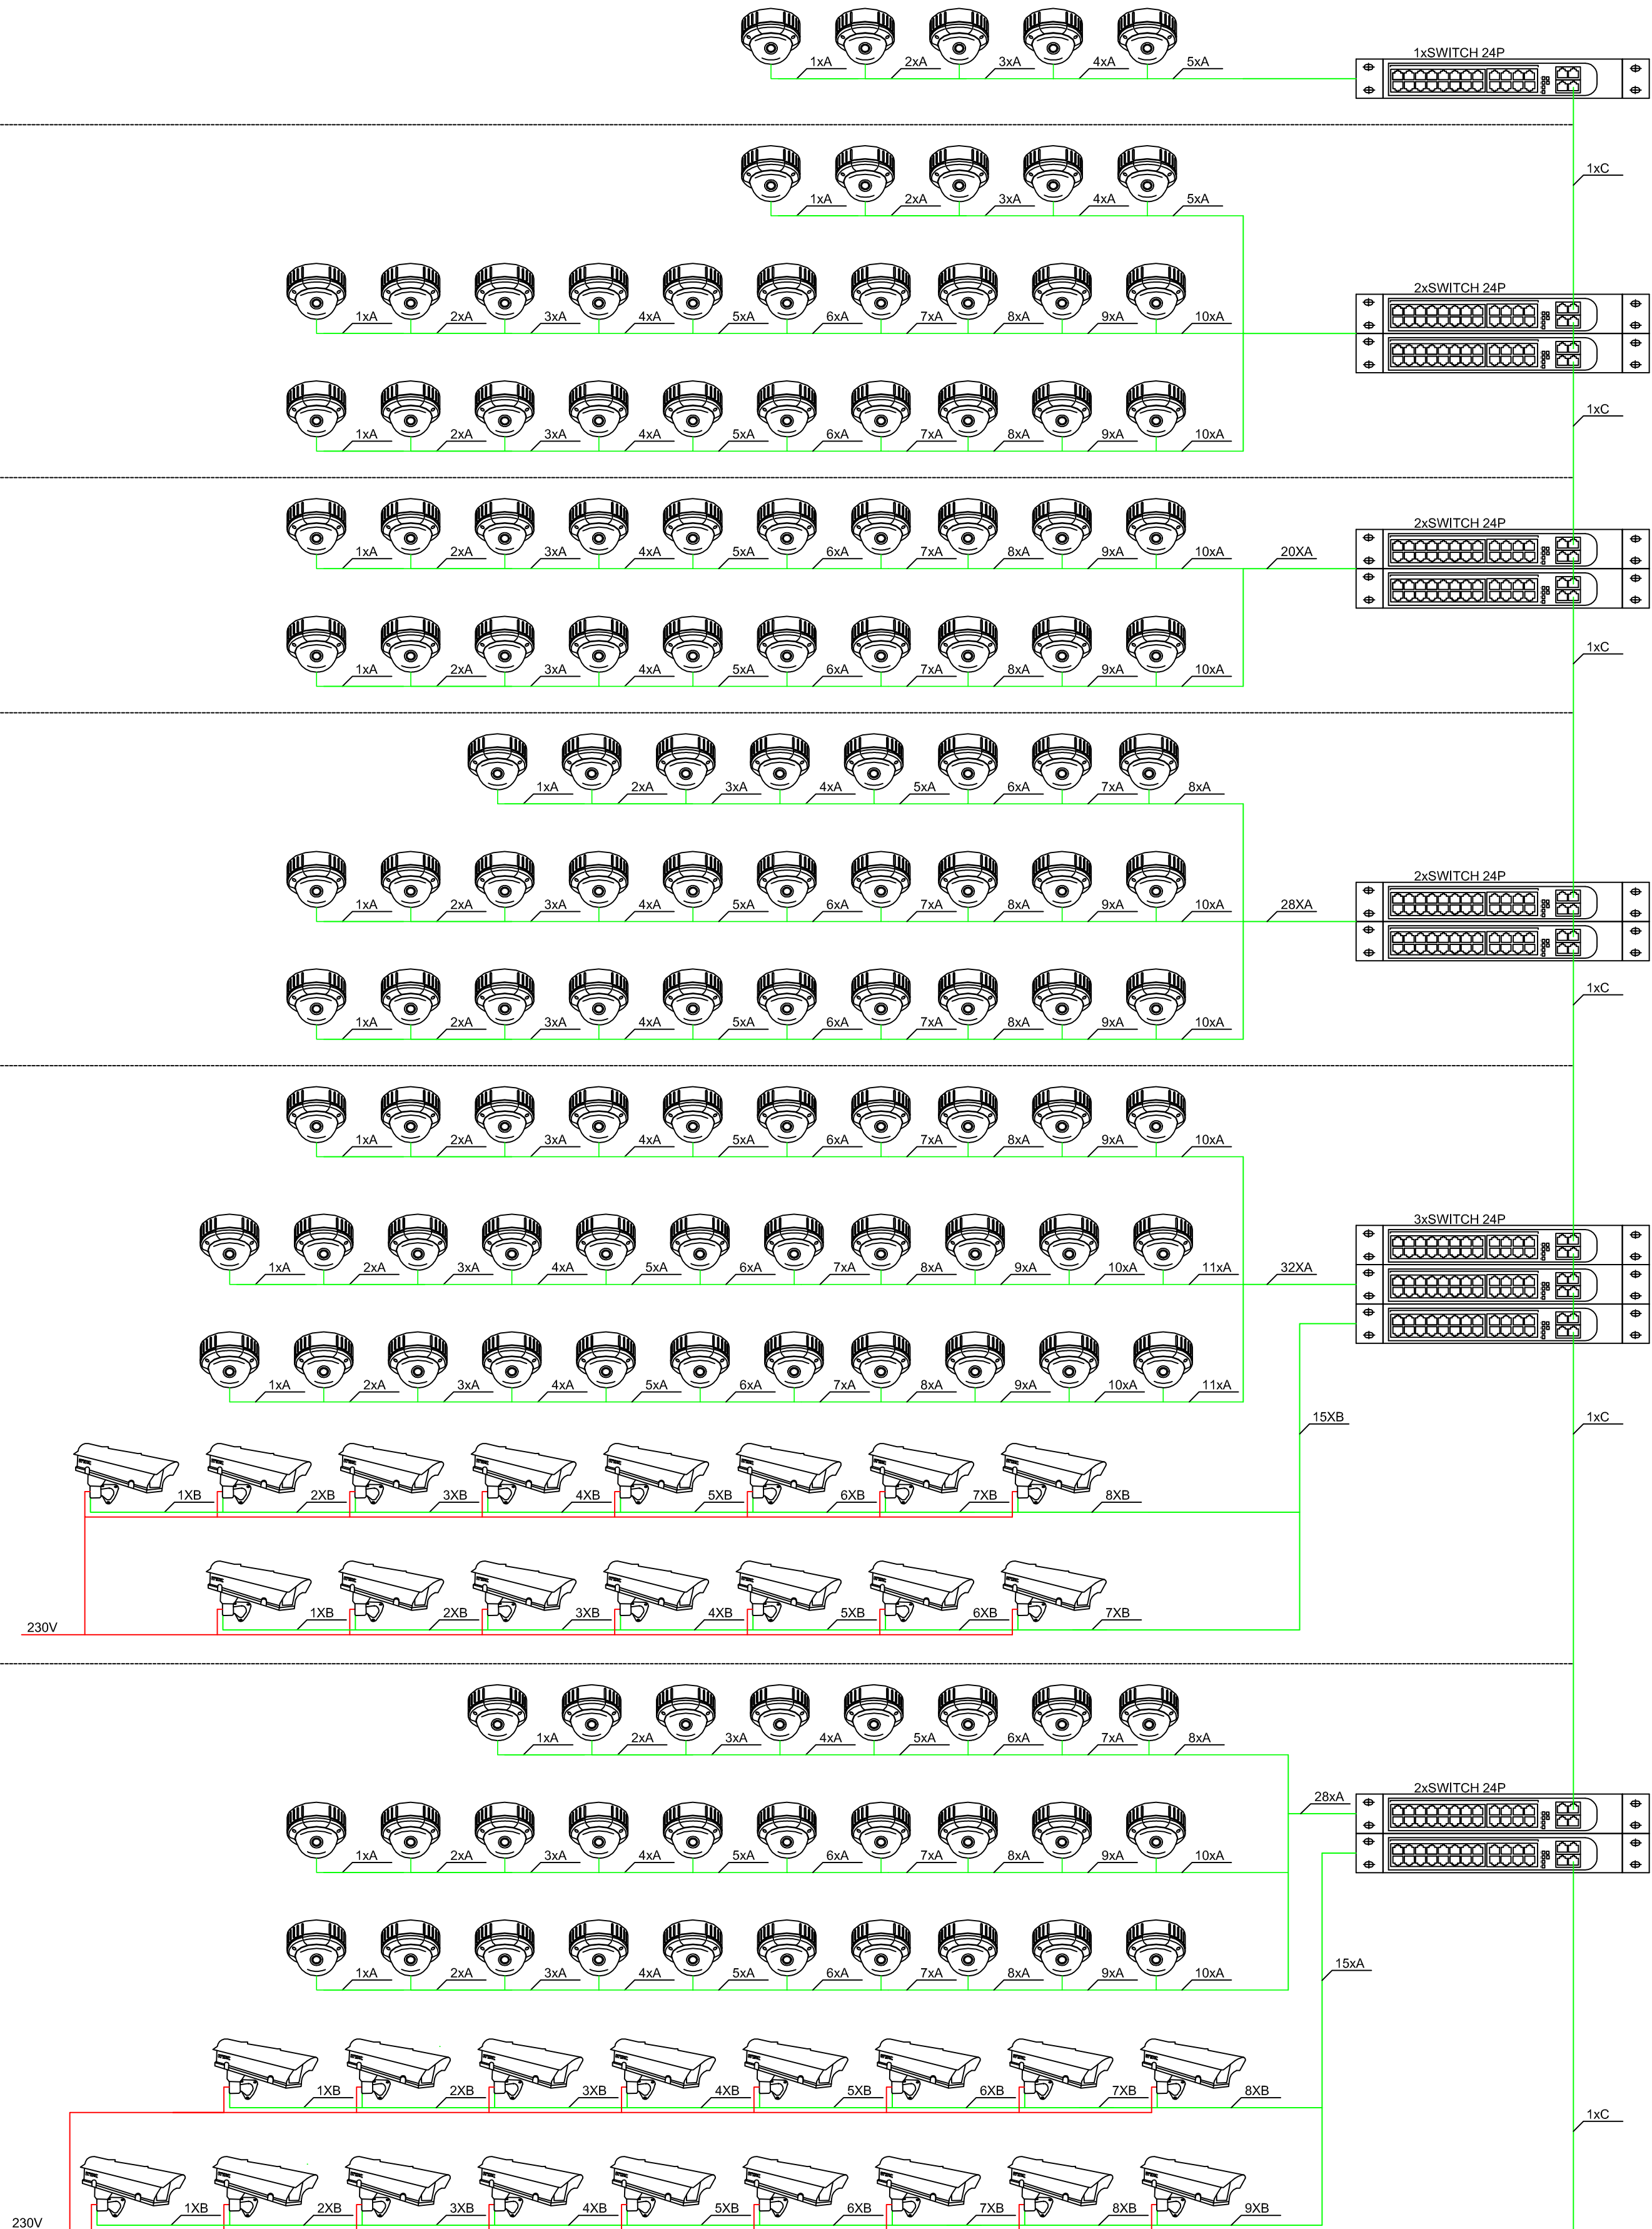 1xSWITCH 24P
1xA 2xA 3xA 4xA 5xA
1xC
1xA 2xA 3xA 4xA 5xA
2xSWITCH 24P
1xA 2xA 3xA 4xA 5xA 6xA 7xA 8xA 9xA 10xA
1xC
1xA 2xA 3xA 4xA 5xA 6xA 7xA 8xA 9xA 10xA
2xSWITCH 24P
1xA 2xA 3xA 4xA 5xA 6xA 7xA 8xA 9xA 10xA 20XA
1xC
1xA 2xA 3xA 4xA 5xA 6xA 7xA 8xA 9xA 10xA
1xA 2xA 3xA 4xA 5xA 6xA 7xA 8xA
2xSWITCH 24P
1xA 2xA 3xA 4xA 5xA 6xA 7xA 8xA 9xA 10xA 28XA
1xC
1xA 2xA 3xA 4xA 5xA 6xA 7xA 8xA 9xA 10xA
1xA 2xA 3xA 4xA 5xA 6xA 7xA 8xA 9xA 10xA
3xSWITCH 24P
1xA 2xA 3xA 4xA 5xA 6xA 7xA 8xA 9xA 10xA 11xA 32XA
1xA 2xA 3xA 4xA 5xA 6xA 7xA 8xA 9xA 10xA 11xA
15XB 1xC
1XB 2XB 3XB 4XB 5XB 6XB 7XB 8XB
1XB 2XB 3XB 4XB 5XB 6XB 7XB
230V
1xA 2xA 3xA 4xA 5xA 6xA 7xA 8xA
2xSWITCH 24P
28xA
1xA 2xA 3xA 4xA 5xA 6xA 7xA 8xA 9xA 10xA
15xA
1xA 2xA 3xA 4xA 5xA 6xA 7xA 8xA 9xA 10xA
1XB 2XB 3XB 4XB 5XB 6XB 7XB 8XB
1xC
1XB 2XB 3XB 4XB 5XB 6XB 7XB 8XB 9XB
230V